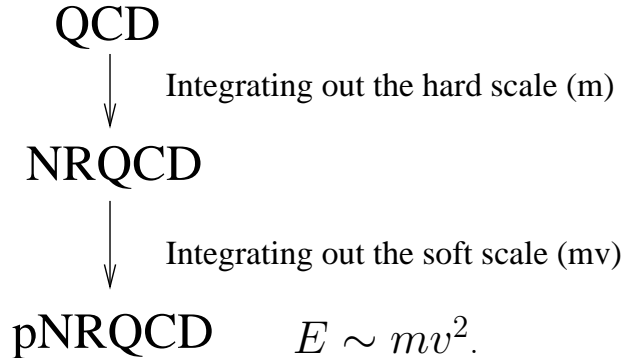 QCD
Integrating out the hard scale (m)
NRQCD
Integrating out the soft scale (mv)
pNRQCD E ∼ mv².